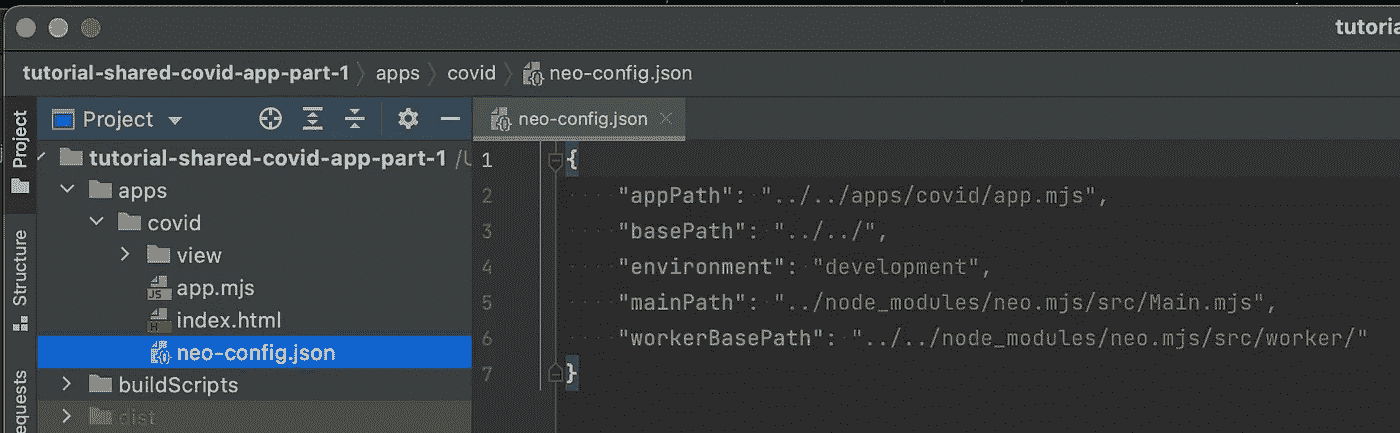 tutoria
tutorial-shared-covid-app-part-1 apps covid neo-config.json
Project
Project
neo-config.json
tutorial-shared-covid-app-part-1 /U
apps
covid
view
app.mjs
index.html
neo-config.json
buildScripts
dist
Structure
equests
1 {
2 "appPath": "../../apps/covid/app.mjs",
3 "basePath": "../../",
4 "environment": "development",
5 "mainPath": "../node_modules/neo.mjs/src/Main.mjs",
6 "workerBasePath": "../../node_modules/neo.mjs/src/worker/"
7 }